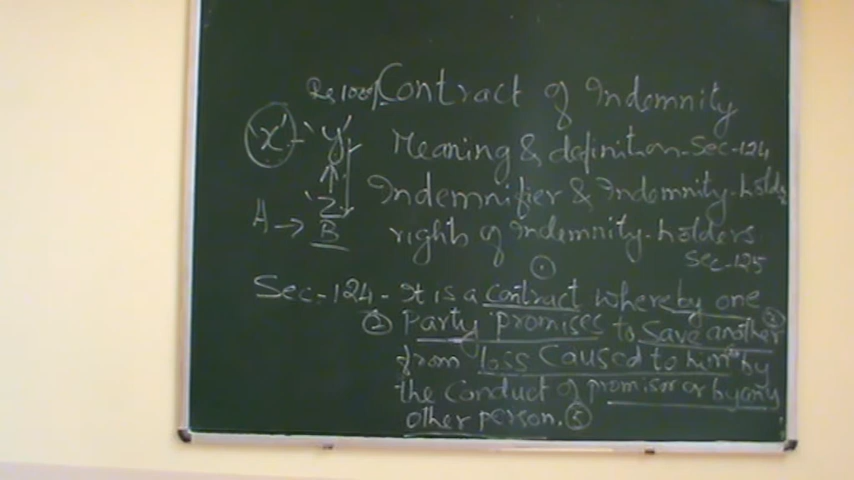 Rs 100/- Contract of Indemnity
'x' - 'y'
Meaning & definition - Sec-124
Indemnifier & Indemnity-holder
'Z'
A → B
rights of Indemnity-holders
Sec-125
①
Sec-124 - It is a contract whereby one
② Party promises to save another ③
from loss caused to him by
the conduct of promisor or by any
other person. ⑤